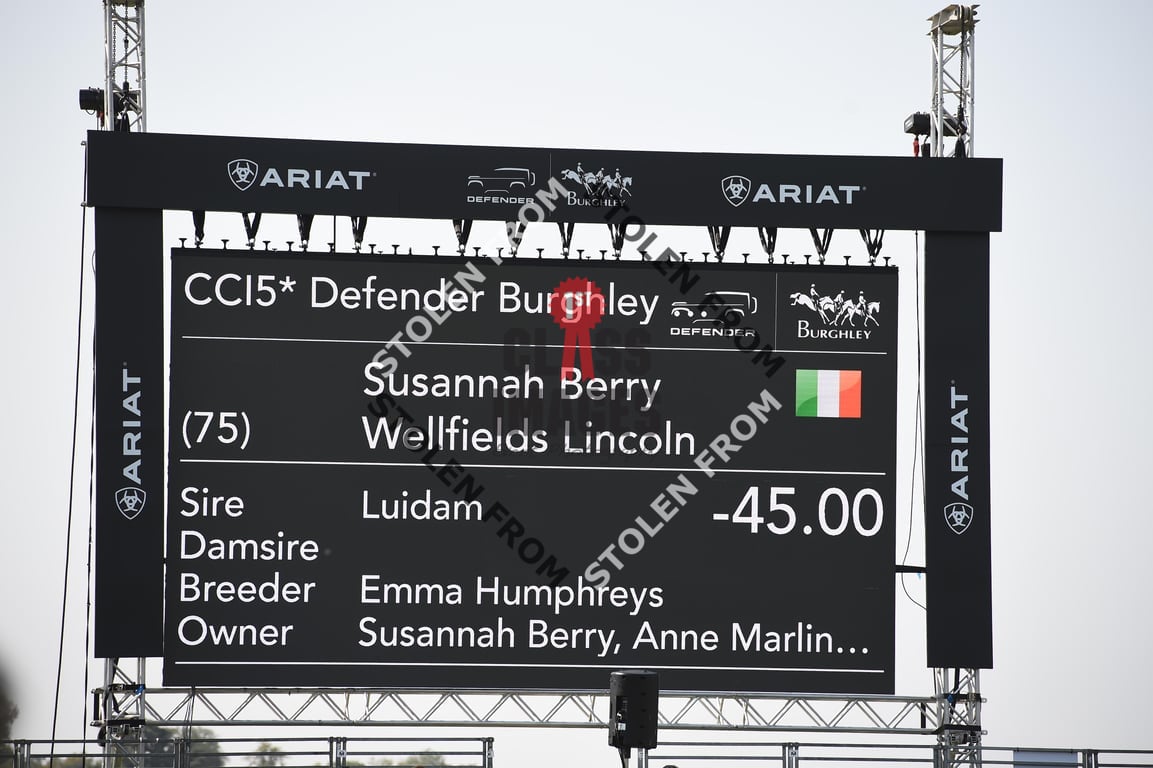 ARIAT
DEFENDER
BURGHLEY
ARIAT
CCI5* Defender Burghley
DEFENDER
BURGHLEY
Susannah Berry
(75) Wellfields Lincoln
Sire Luidam -45.00
Damsire
Breeder Emma Humphreys
Owner Susannah Berry, Anne Marlin...
ARIAT
ARIAT
1ST
CLASS
IMAGES
STOLEN FROM
STOLEN FROM
STOLEN FROM
STOLEN FROM